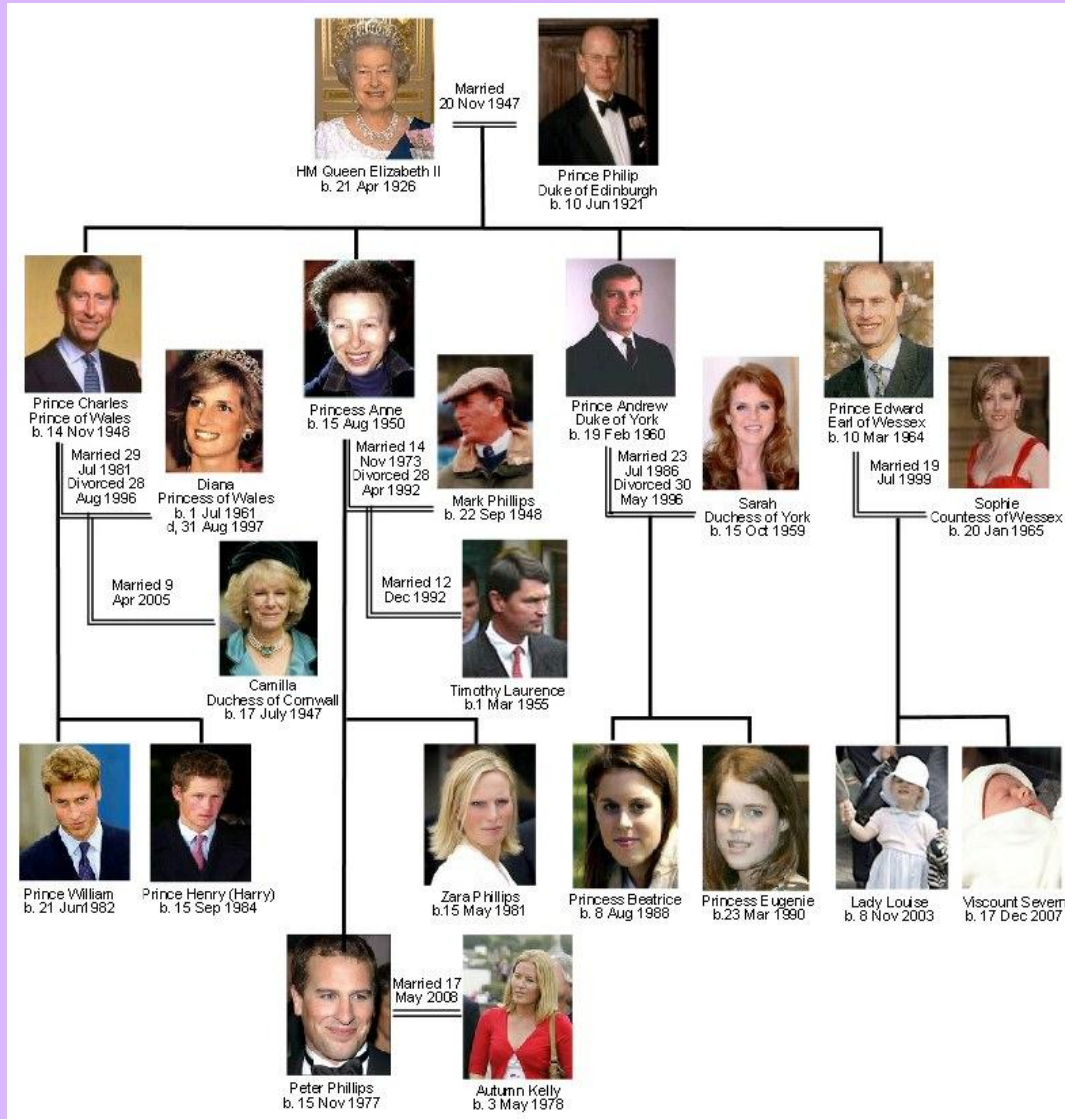 Married
20 Nov 1947
HM Queen Elizabeth II
b. 21 Apr 1926
Prince Philip
Duke of Edinburgh
b. 10 Jun 1921
Prince Charles
Prince of Wales
b. 14 Nov 1948
Married 29
Jul 1981
Divorced 28
Aug 1996
Diana
Princess of Wales
b. 1 Jul 1961
d, 31 Aug 1997
Married 9
Apr 2005
Camilla
Duchess of Cornwall
b. 17 July 1947
Princess Anne
b. 15 Aug 1950
Married 14
Nov 1973
Divorced 28
Apr 1992
Mark Phillips
b. 22 Sep 1948
Married 12
Dec 1992
Timothy Laurence
b.1 Mar 1955
Prince Andrew
Duke of York
b. 19 Feb 1960
Married 23
Jul 1986
Divorced 30
May 1996
Sarah
Duchess of York
b. 15 Oct 1959
Prince Edward
Earl of Wessex
b. 10 Mar 1964
Married 19
Jul 1999
Sophie
Countess of Wessex
b. 20 Jan 1965
Prince William
b. 21 Jun1982
Prince Henry (Harry)
b. 15 Sep 1984
Zara Phillips
b.15 May 1981
Princess Beatrice
b. 8 Aug 1988
Princess Eugenie
b.23 Mar 1990
Lady Louise
b. 8 Nov 2003
Viscount Severn
b. 17 Dec 2007
Peter Phillips
b. 15 Nov 1977
Married 17
May 2008
Autumn Kelly
b. 3 May 1978